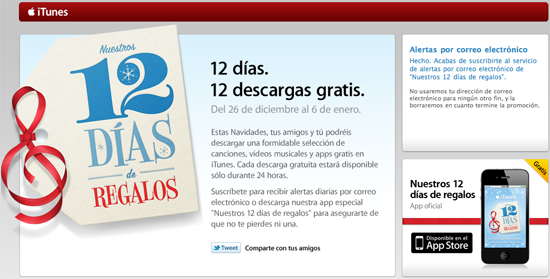 iTunes
Nuestros
12
DÍAS
de
REGALOS
12 días.
12 descargas gratis.
Del 26 de diciembre al 6 de enero.
Estas Navidades, tus amigos y tú podréis
descargar una formidable selección de
canciones, videos musicales y apps gratis en
iTunes. Cada descarga gratuita estará disponible
sólo durante 24 horas.
Suscríbete para recibir alertas diarias por correo
electrónico o descarga nuestra app especial
"Nuestros 12 días de regalos" para asegurarte de
que no te pierdes ni una.
Tweet
Comparte con tus amigos
Alertas por correo electrónico
Hecho. Acabas de suscribirte al servicio
de alertas por correo electrónico de
"Nuestros 12 días de regalos".
No usaremos tu dirección de correo
electrónico para ningún otro fin, y la
borraremos en cuanto termine la promoción.
Gratis
Nuestros 12
días de regalos
App oficial
Disponible en el
App Store
iTunes
12
DÍAS
REGALOS